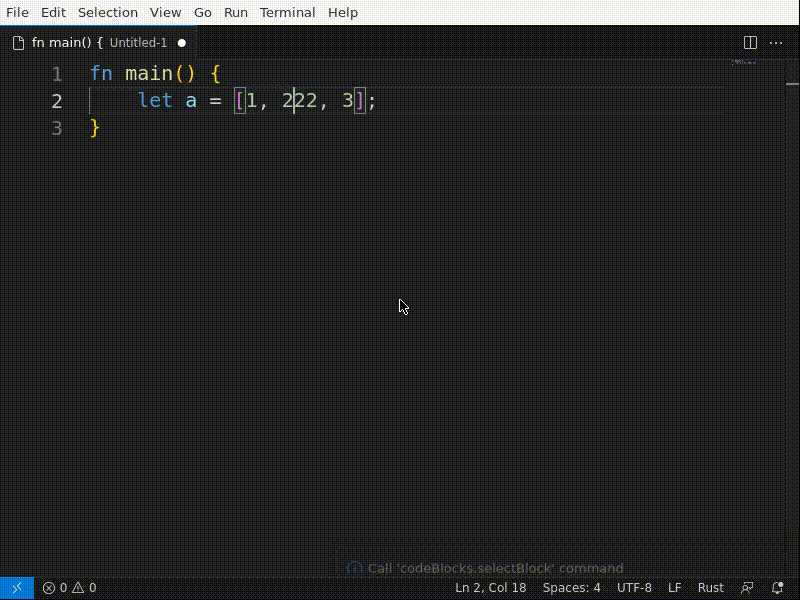 File Edit Selection View Go Run Terminal Help
fn main() { Untitled-1
1 fn main() {
2     let a = [1, 222, 3];
3 }
Call 'codeBlocks.selectBlock' command
0 0 Ln 2, Col 18 Spaces: 4 UTF-8 LF Rust